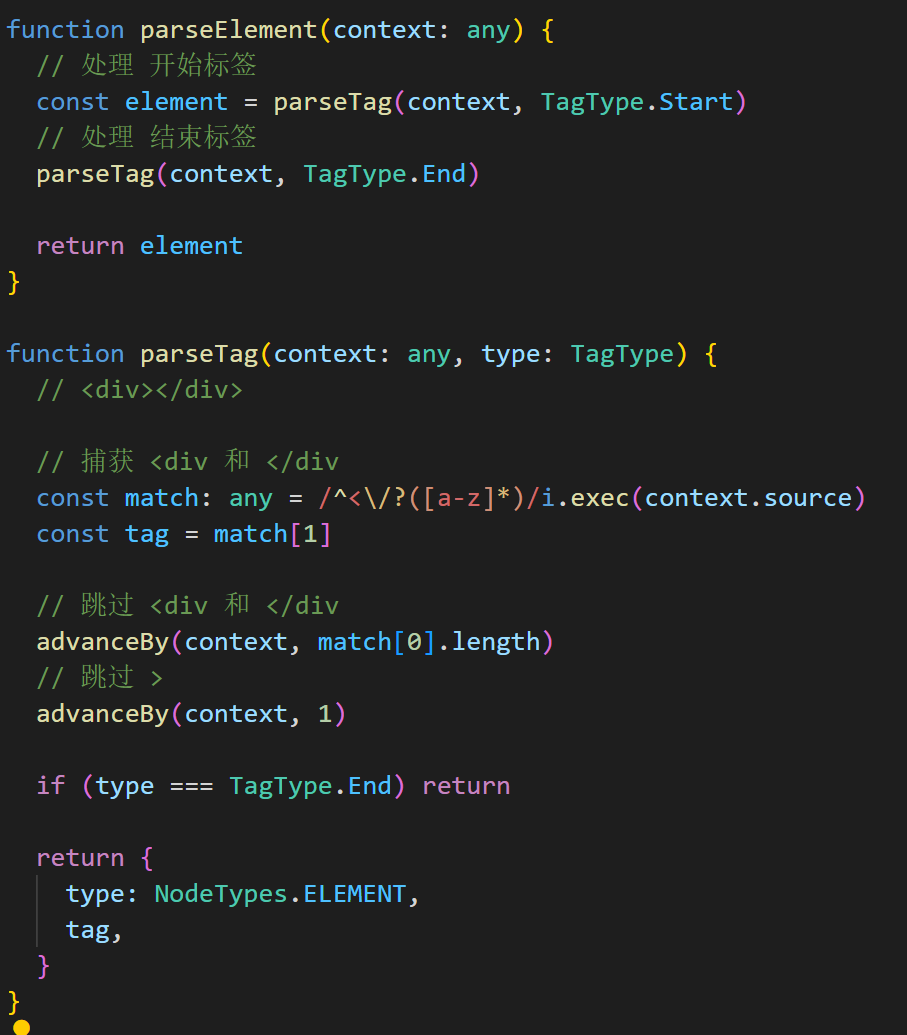 function parseElement(context: any) {
  // 处理 开始标签
  const element = parseTag(context, TagType.Start)
  // 处理 结束标签
  parseTag(context, TagType.End)

  return element
}

function parseTag(context: any, type: TagType) {
  // <div></div>

  // 捕获 <div 和 </div
  const match: any = /^<\/?([a-z]*)/i.exec(context.source)
  const tag = match[1]

  // 跳过 <div 和 </div
  advanceBy(context, match[0].length)
  // 跳过 >
  advanceBy(context, 1)

  if (type === TagType.End) return

  return {
    type: NodeTypes.ELEMENT,
    tag,
  }
}